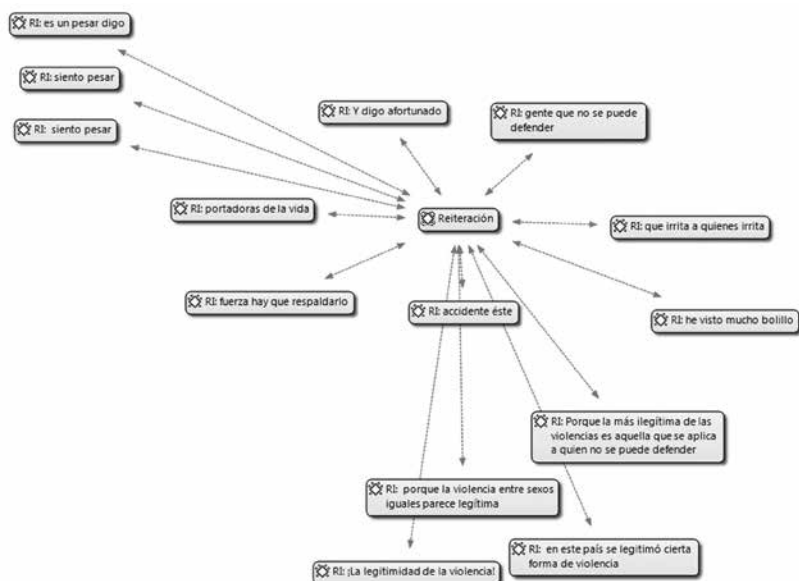 RI: es un pesar digo
RI: siento pesar
RI: siento pesar
RI: Y digo afortunado
RI: gente que no se puede
defender
RI: portadoras de la vida
Reiteración
RI: que irrita a quienes irrita
RI: fuerza hay que respaldarlo
RI: accidente éste
RI: he visto mucho bolillo
RI: Porque la más ilegítima de las
violencias es aquella que se aplica
a quien no se puede defender
RI: porque la violencia entre sexos
iguales parece legítima
RI: en este país se legitimó cierta
forma de violencia
RI: ¡La legitimidad de la violencia!